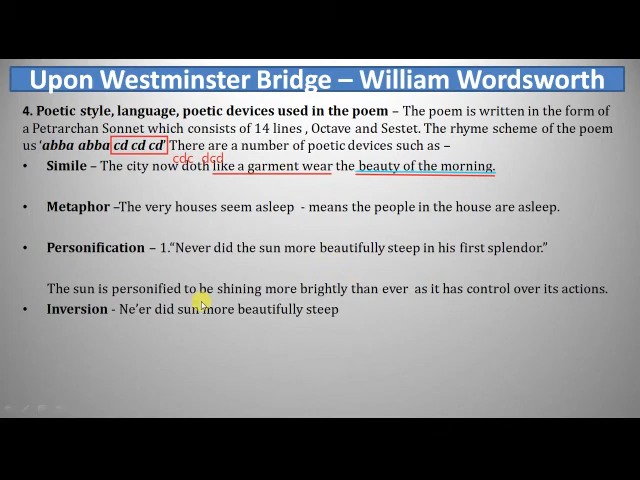 Upon Westminster Bridge – William Wordsworth
4. Poetic style, language, poetic devices used in the poem – The poem is written in the form of
a Petrarchan Sonnet which consists of 14 lines , Octave and Sestet. The rhyme scheme of the poem
us ‘abba abba cd cd cd’ There are a number of poetic devices such as –
cdc dcd
• Simile – The city now doth like a garment wear the beauty of the morning.
• Metaphor –The very houses seem asleep - means the people in the house are asleep.
• Personification – 1.“Never did the sun more beautifully steep in his first splendor.”
The sun is personified to be shining more brightly than ever as it has control over its actions.
• Inversion - Ne’er did sun more beautifully steep